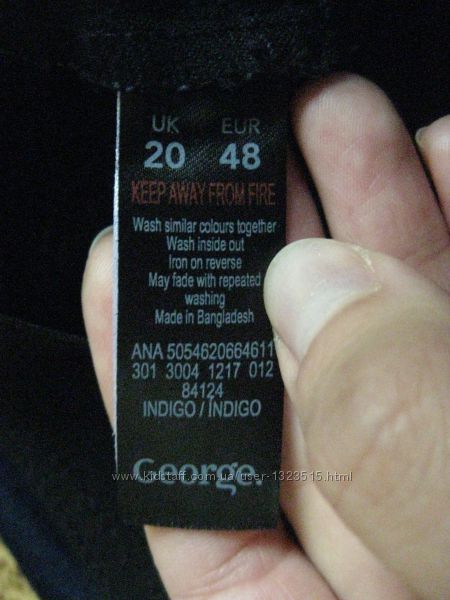 UK EUR
20 48
KEEP AWAY FROM FIRE
Wash similar colours together
Wash inside out
Iron on reverse
May fade with repeated
washing
Made in Bangladesh
ANA 5054620664611
301 3004 1217 012
84124
INDIGO / ÍNDIGO
George.
www.kidstaff.com.ua/user-1323515.html